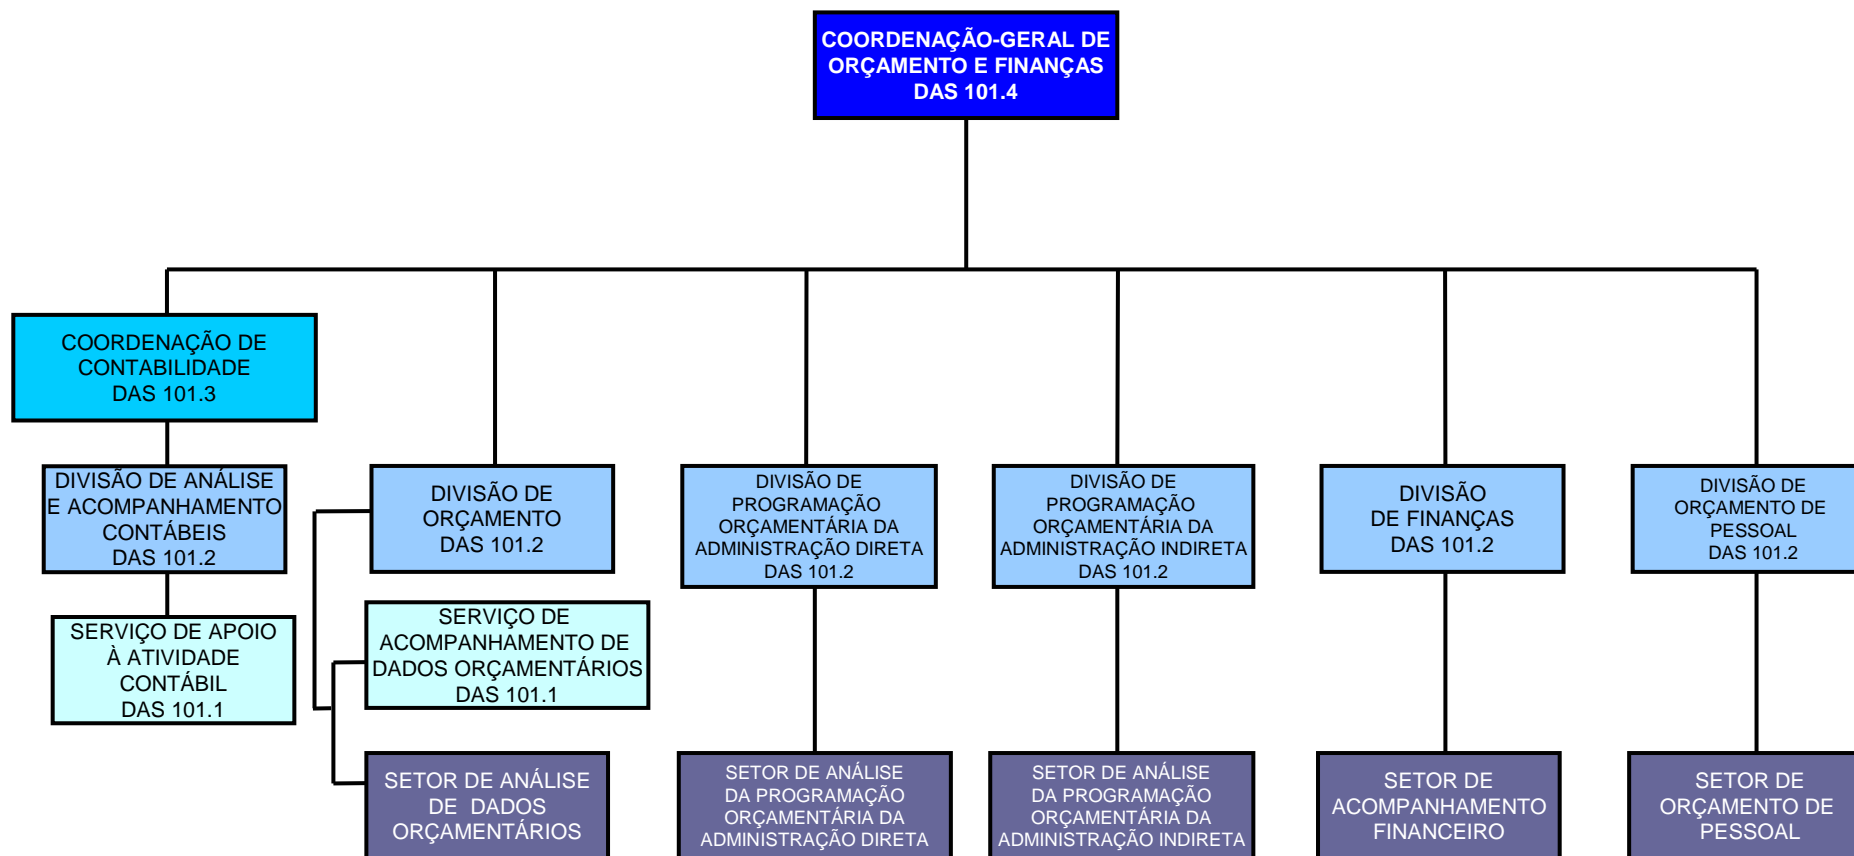 COORDENAÇÃO-GERAL DE
ORÇAMENTO E FINANÇAS
DAS 101.4
COORDENAÇÃO DE
CONTABILIDADE
DAS 101.3
DIVISÃO DE ANÁLISE
E ACOMPANHAMENTO
CONTÁBEIS
DAS 101.2
DIVISÃO DE
ORÇAMENTO
DAS 101.2
DIVISÃO DE
PROGRAMAÇÃO
ORÇAMENTÁRIA DA
ADMINISTRAÇÃO DIRETA
DAS 101.2
DIVISÃO DE
PROGRAMAÇÃO
ORÇAMENTÁRIA DA
ADMINISTRAÇÃO INDIRETA
DAS 101.2
DIVISÃO
DE FINANÇAS
DAS 101.2
DIVISÃO DE
ORÇAMENTO DE
PESSOAL
DAS 101.2
SERVIÇO DE APOIO
À ATIVIDADE
CONTÁBIL
DAS 101.1
SERVIÇO DE
ACOMPANHAMENTO DE
DADOS ORÇAMENTÁRIOS
DAS 101.1
SETOR DE ANÁLISE
DE DADOS
ORÇAMENTÁRIOS
SETOR DE ANÁLISE
DA PROGRAMAÇÃO
ORÇAMENTÁRIA DA
ADMINISTRAÇÃO DIRETA
SETOR DE ANÁLISE
DA PROGRAMAÇÃO
ORÇAMENTÁRIA DA
ADMINISTRAÇÃO INDIRETA
SETOR DE
ACOMPANHAMENTO
FINANCEIRO
SETOR DE
ORÇAMENTO DE
PESSOAL